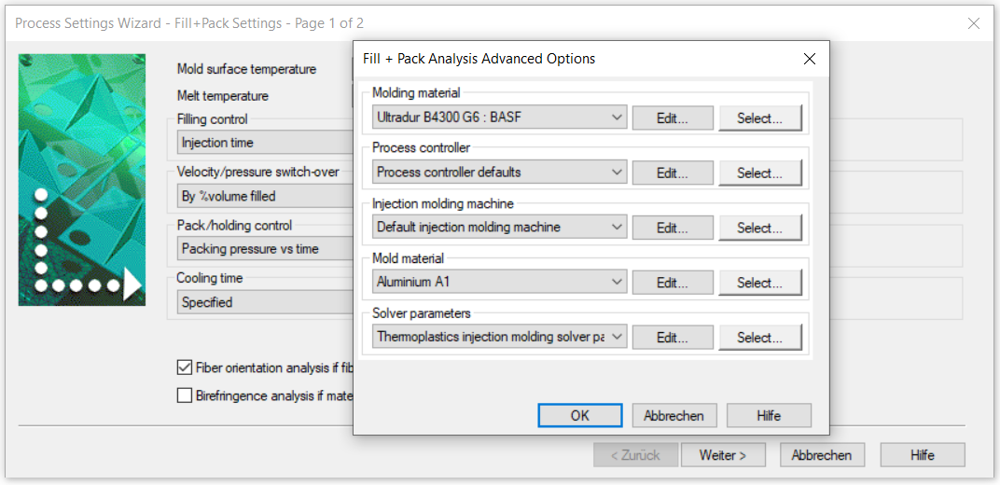 Process Settings Wizard - Fill+Pack Settings - Page 1 of 2
Mold surface temperature
Melt temperature
Filling control
Injection time
Velocity/pressure switch-over
By %volume filled
Pack/holding control
Packing pressure vs time
Cooling time
Specified
Fiber orientation analysis if fib
Birefringence analysis if mate
< Zurück
Weiter >
Abbrechen
Hilfe
Fill + Pack Analysis Advanced Options
Molding material
Ultradur B4300 G6 : BASF
Edit...
Select...
Process controller
Process controller defaults
Edit...
Select...
Injection molding machine
Default injection molding machine
Edit...
Select...
Mold material
Aluminium A1
Edit...
Select...
Solver parameters
Thermoplastics injection molding solver pa
Edit...
Select...
OK
Abbrechen
Hilfe